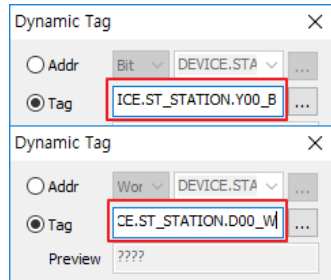 Dynamic Tag
Addr Bit DEVICE.STA ...
Tag ICE.ST_STATION.Y00_B ...
Dynamic Tag
Addr Wor DEVICE.STA ...
Tag CE.ST_STATION.D00_W ...
Preview ????